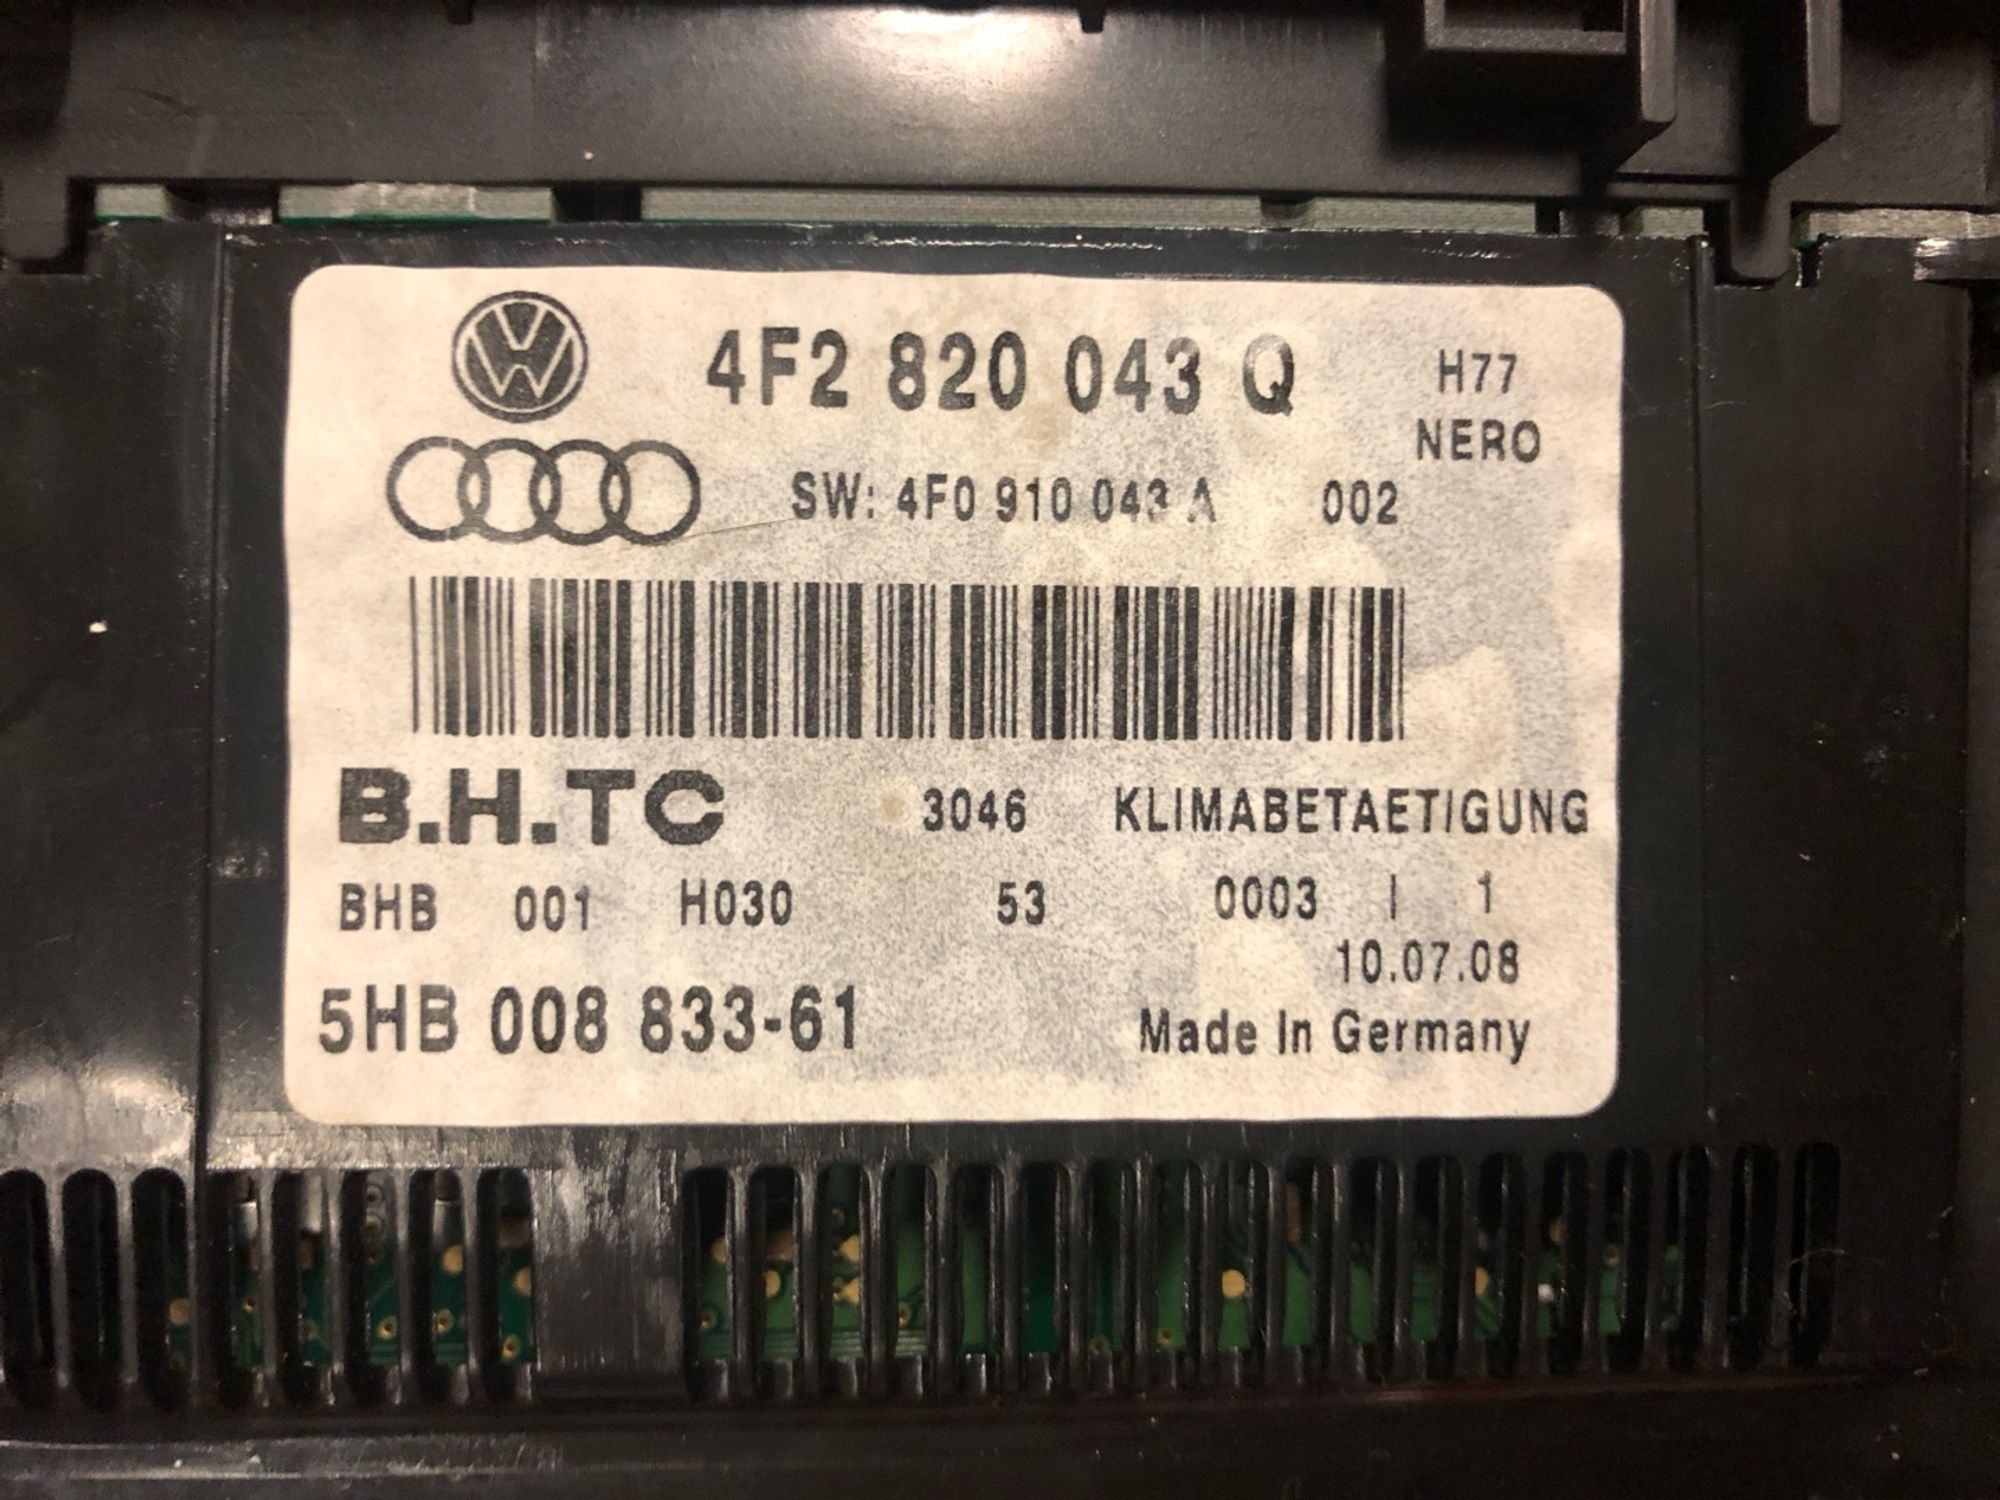 4F2 820 043 Q H77
NERO
SW: 4F0 910 043 A 002
B.H.TC 3046 KLIMABETAETIGUNG
BHB 001 H030 53 0003 | 1
10.07.08
5HB 008 833-61 Made In Germany